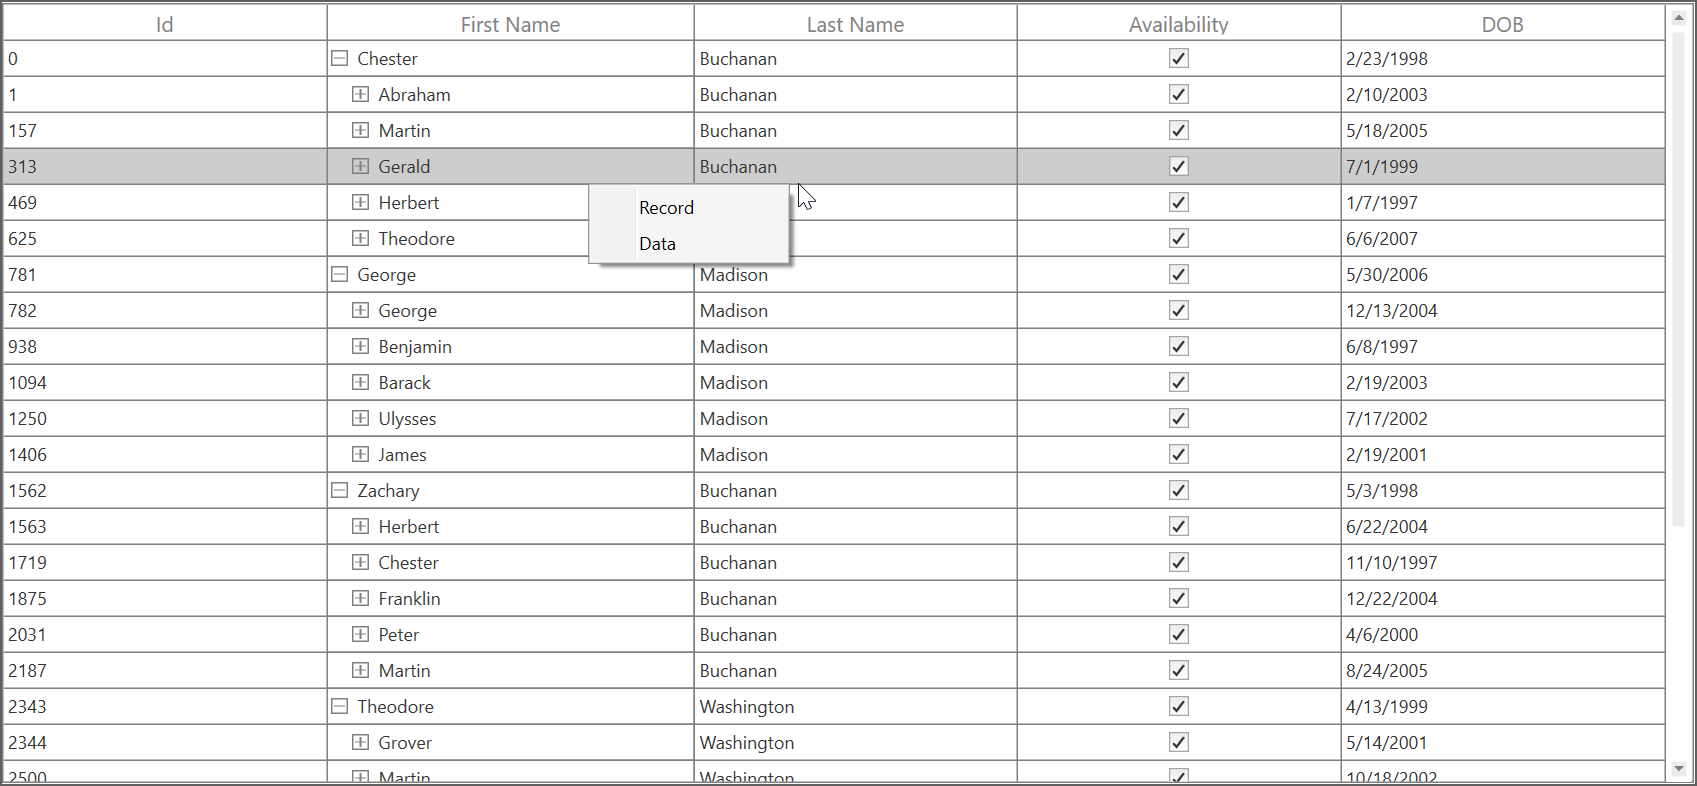 Id First Name Last Name Availability DOB
0 Chester Buchanan 2/23/1998
1 Abraham Buchanan 2/10/2003
157 Martin Buchanan 5/18/2005
313 Gerald Buchanan 7/1/1999
469 Herbert 1/7/1997
Record
625 Theodore 6/6/2007
Data
781 George Madison 5/30/2006
782 George Madison 12/13/2004
938 Benjamin Madison 6/8/1997
1094 Barack Madison 2/19/2003
1250 Ulysses Madison 7/17/2002
1406 James Madison 2/19/2001
1562 Zachary Buchanan 5/3/1998
1563 Herbert Buchanan 6/22/2004
1719 Chester Buchanan 11/10/1997
1875 Franklin Buchanan 12/22/2004
2031 Peter Buchanan 4/6/2000
2187 Martin Buchanan 8/24/2005
2343 Theodore Washington 4/13/1999
2344 Grover Washington 5/14/2001
2500 Martin Washington 10/18/2002